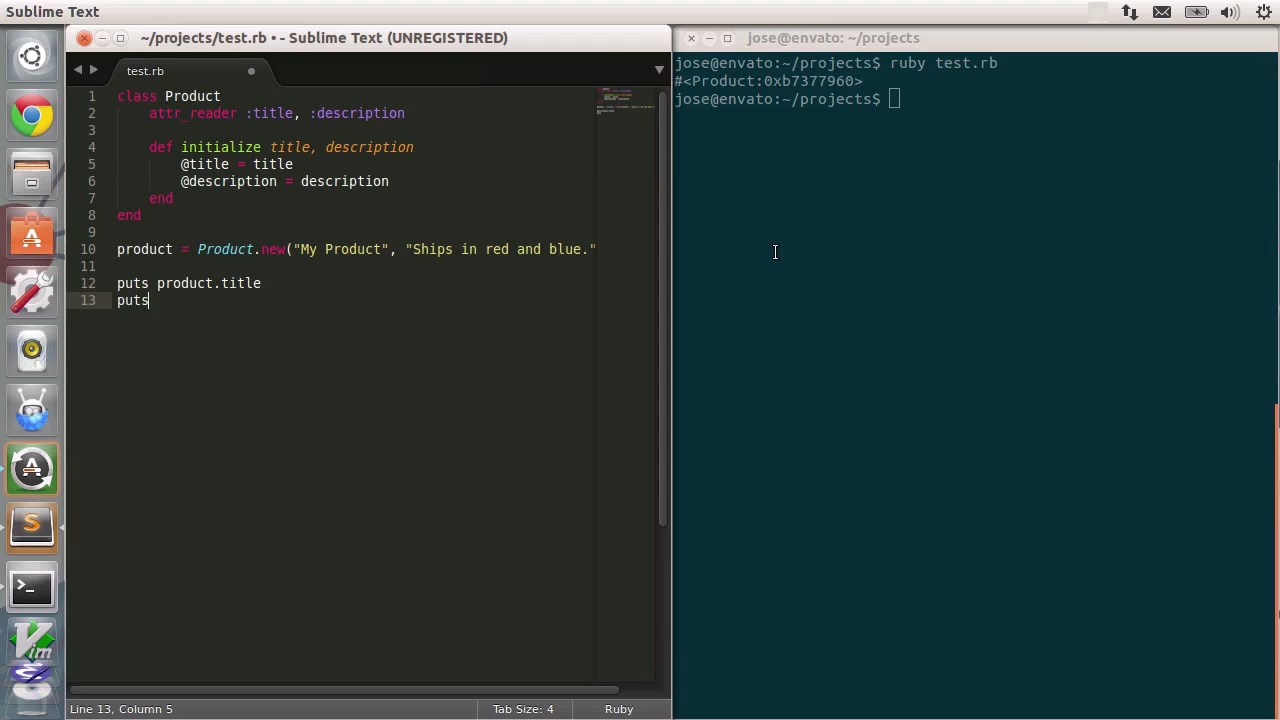 Sublime Text
~/projects/test.rb • - Sublime Text (UNREGISTERED)
test.rb
1 class Product
2     attr_reader :title, :description
3
4     def initialize title, description
5         @title = title
6         @description = description
7     end
8 end
9
10 product = Product.new("My Product", "Ships in red and blue."
11
12 puts product.title
13 puts
Line 13, Column 5
Tab Size: 4
Ruby
jose@envato: ~/projects
jose@envato:~/projects$ ruby test.rb
#<Product:0xb7377960>
jose@envato:~/projects$
A
S
>_
Vim